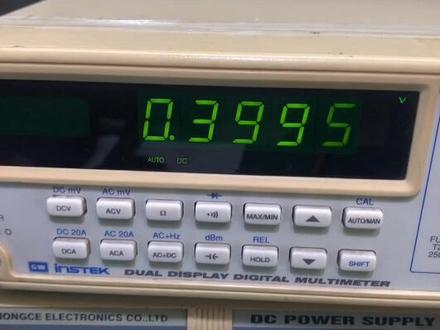 0.3995
V
AUTO DC
DC mV AC mV CAL
DCV ACV Ω MAX/MIN AUTO/MAN
DC 20A AC 20A AC+Hz dBm REL
DCA ACA AC+DC HOLD SHIFT
GW INSTEK DUAL DISPLAY DIGITAL MULTIMETER
IONGCE ELECTRONICS CO.,LTD DC POWER SUPPLY